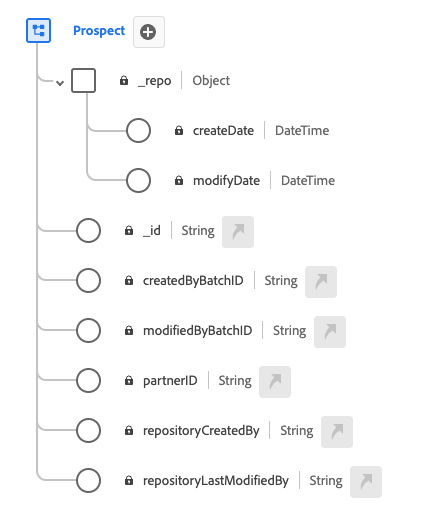 Prospect
_repo Object
createDate DateTime
modifyDate DateTime
_id String
createdByBatchID String
modifiedByBatchID String
partnerID String
repositoryCreatedBy String
repositoryLastModifiedBy String